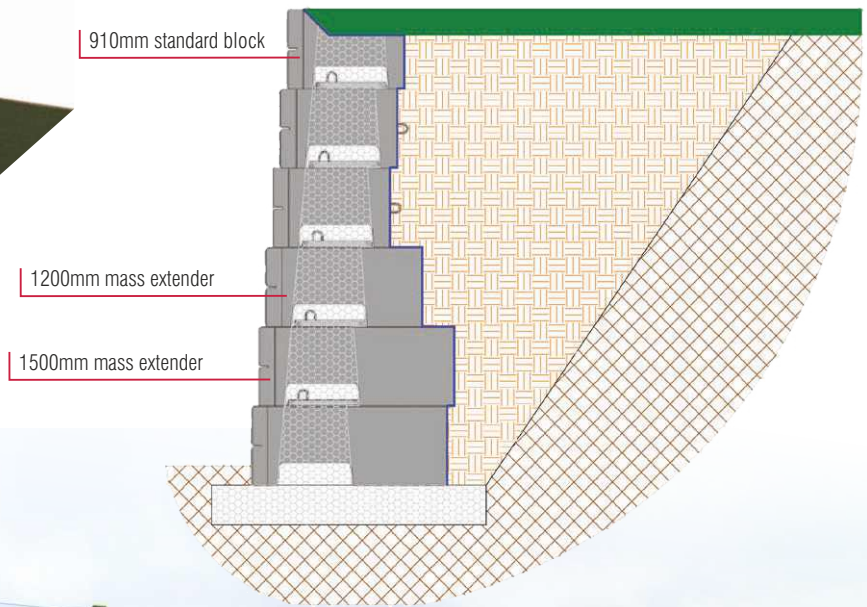 910mm standard block
1200mm mass extender
1500mm mass extender